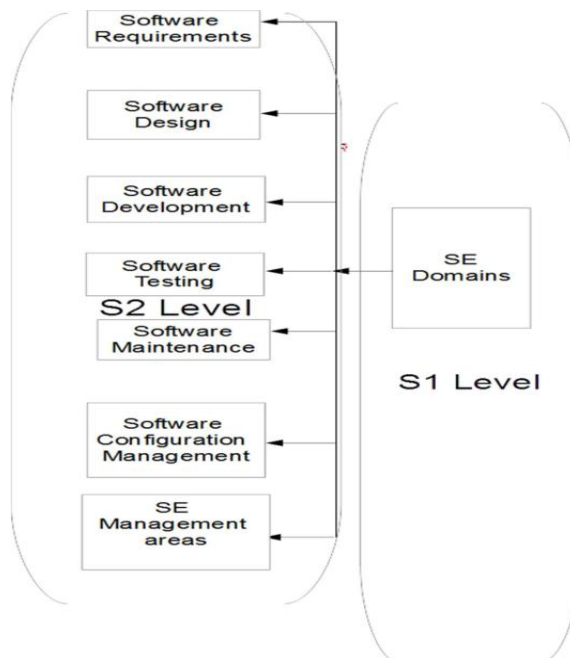 Software
Requirements
Software
Design
Software
Development
Software
Testing
S2 Level
Software
Maintenance
Software
Configuration
Management
SE
Management
areas
SE
Domains
S1 Level